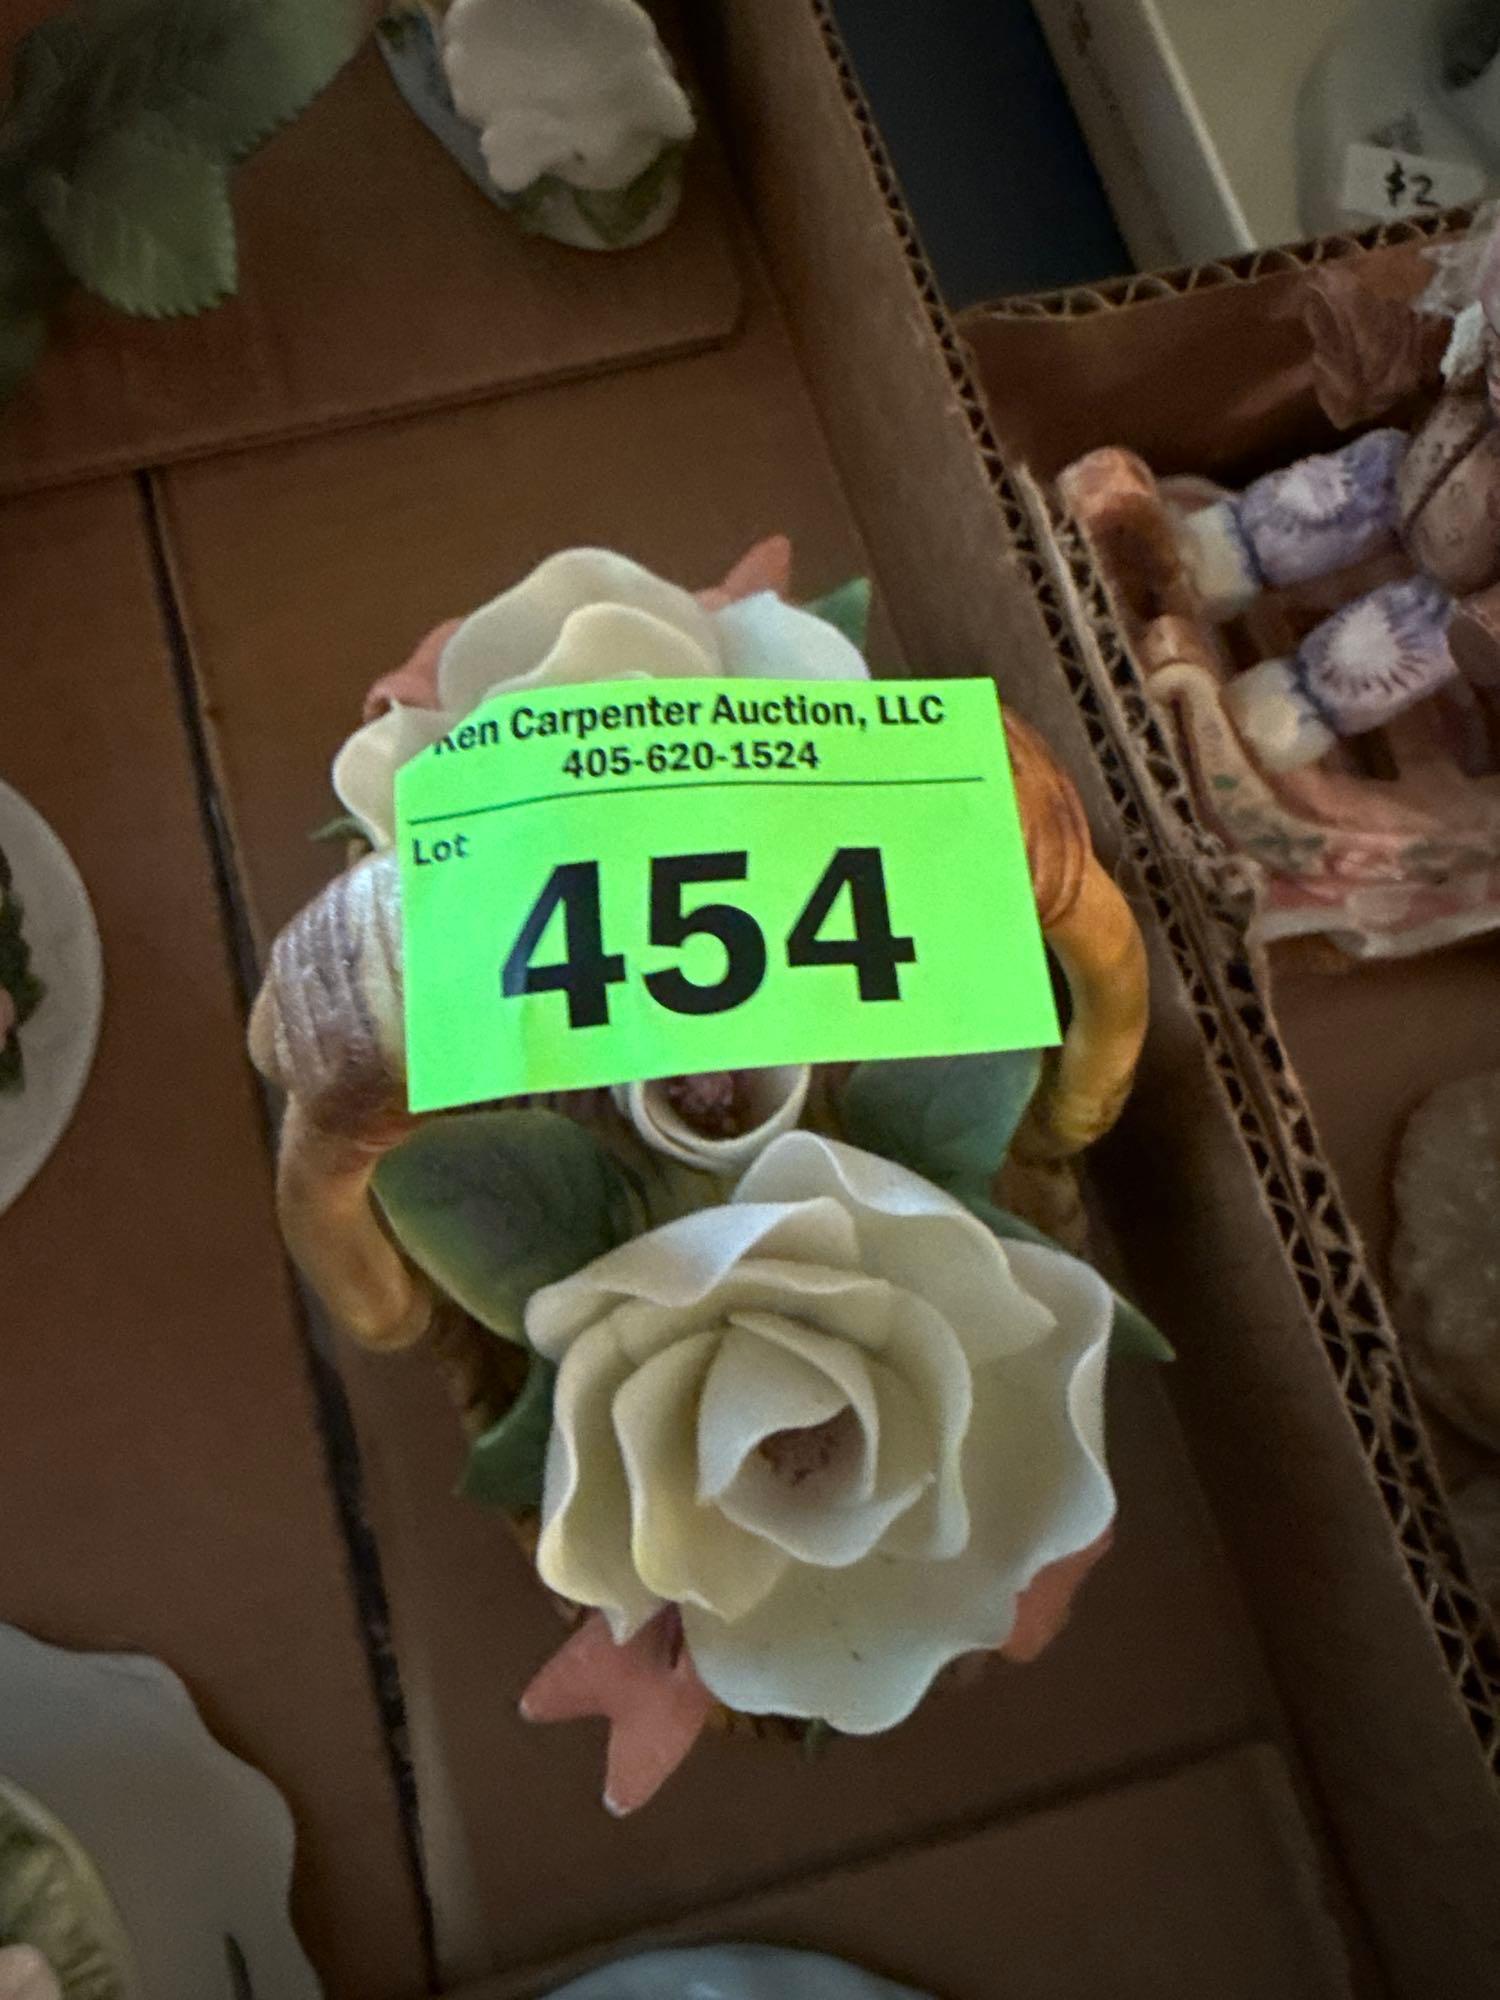 $2
Ken Carpenter Auction, LLC
405-620-1524
Lot
454